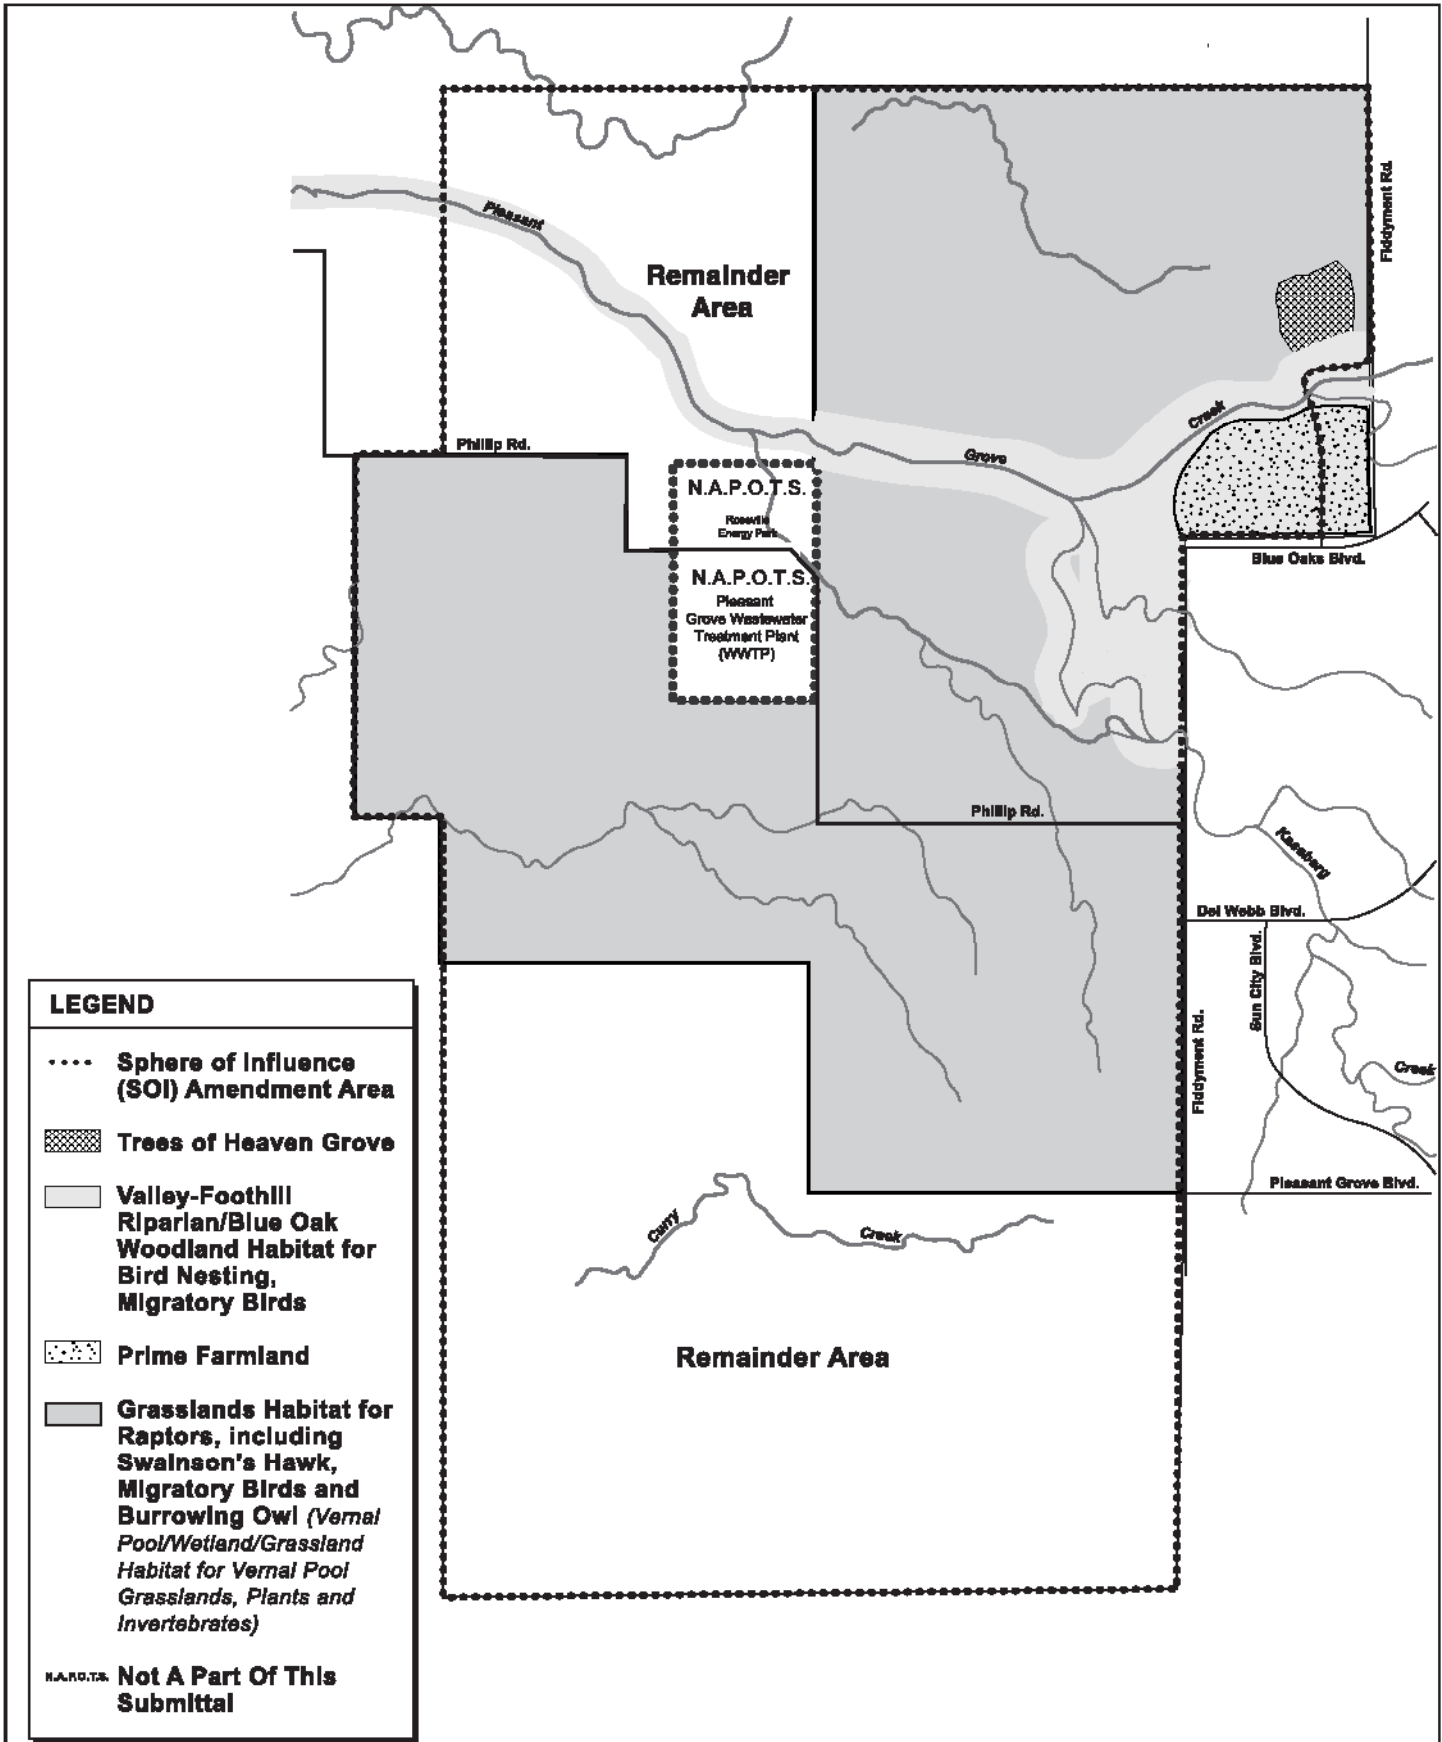 Fiddyment Rd.
Pleasant
Remainder
Area
Creek
Grove
Phillip Rd.
N.A.P.O.T.S.
Roseville
Energy Park
Blue Oaks Blvd.
N.A.P.O.T.S.
Pleasant
Grove Wastewater
Treatment Plant
(WWTP)
Phillip Rd.
Kaseberg
Del Webb Blvd.
Sun City Blvd.
Fiddyment Rd.
Creek
Pleasant Grove Blvd.
Curry
Creek
Remainder Area
LEGEND
Sphere of Influence
(SOI) Amendment Area
Trees of Heaven Grove
Valley-Foothill
Riparian/Blue Oak
Woodland Habitat for
Bird Nesting,
Migratory Birds
Prime Farmland
Grasslands Habitat for
Raptors, including
Swainson's Hawk,
Migratory Birds and
Burrowing Owl (Vernal
Pool/Wetland/Grassland
Habitat for Vernal Pool
Grasslands, Plants and
Invertebrates)
N.A.P.O.T.S. Not A Part Of This
Submittal